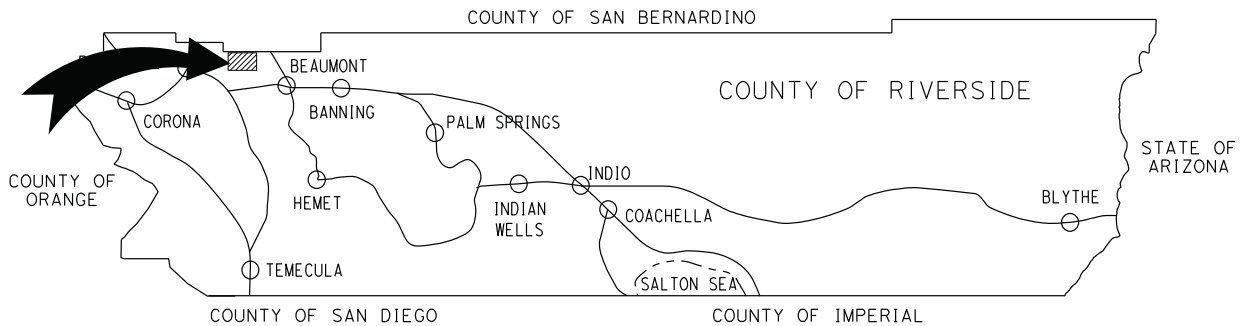 COUNTY OF SAN BERNARDINO
BEAUMONT
COUNTY OF RIVERSIDE
BANNING
CORONA
PALM SPRINGS
STATE OF
ARIZONA
COUNTY OF
ORANGE
INDIO
HEMET
BLYTHE
INDIAN
WELLS
COACHELLA
TEMECULA
SALTON SEA
COUNTY OF SAN DIEGO
COUNTY OF IMPERIAL